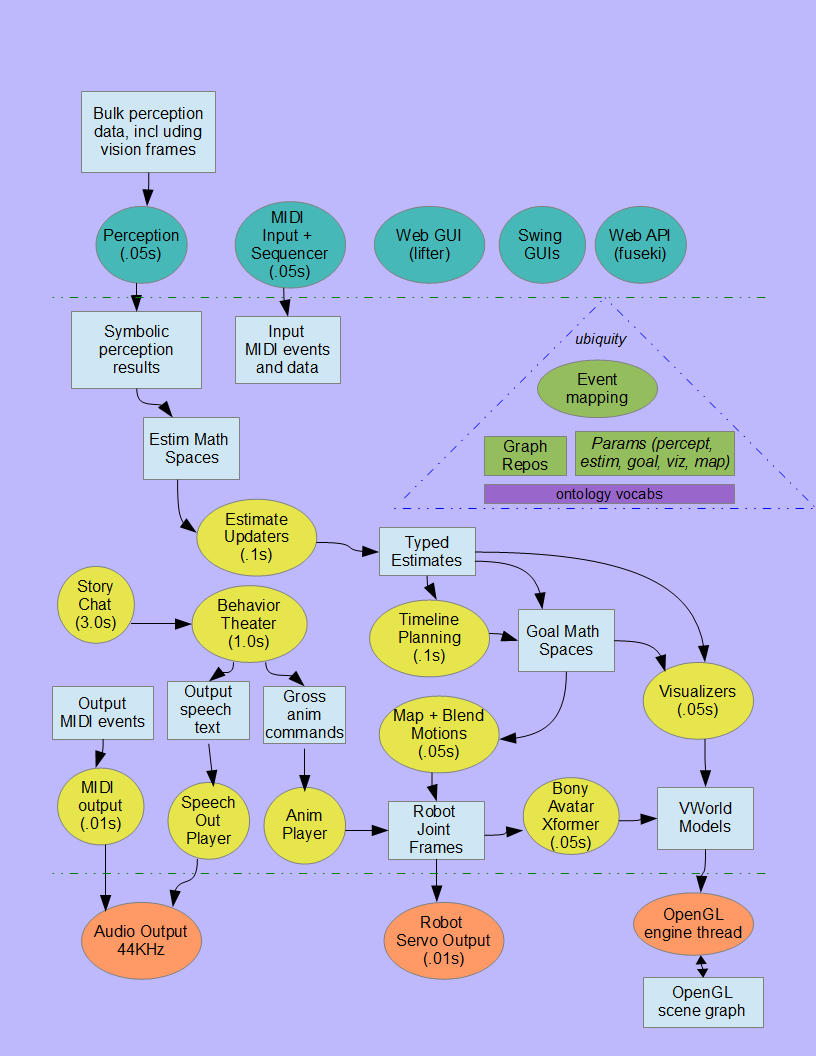 Bulk perception
data, incl uding
vision frames
Perception
(.05s)
MIDI
Input +
Sequencer
(.05s)
Web GUI
(lifter)
Swing
GUIs
Web API
(fuseki)
Symbolic
perception
results
Input
MIDI events
and data
ubiquity
Event
mapping
Graph
Repos
Params (percept,
estim, goal, viz, map)
ontology vocabs
Estim Math
Spaces
Estimate
Updaters
(.1s)
Typed
Estimates
Story
Chat
(3.0s)
Behavior
Theater
(1.0s)
Timeline
Planning
(.1s)
Goal Math
Spaces
Output
MIDI events
Output
speech
text
Gross
anim
commands
Map + Blend
Motions
(.05s)
Visualizers
(.05s)
MIDI
output
(.01s)
Speech
Out
Player
Anim
Player
Robot
Joint
Frames
Bony
Avatar
Xformer
(.05s)
VWorld
Models
Audio Output
44KHz
Robot
Servo Output
(.01s)
OpenGL
engine thread
OpenGL
scene graph